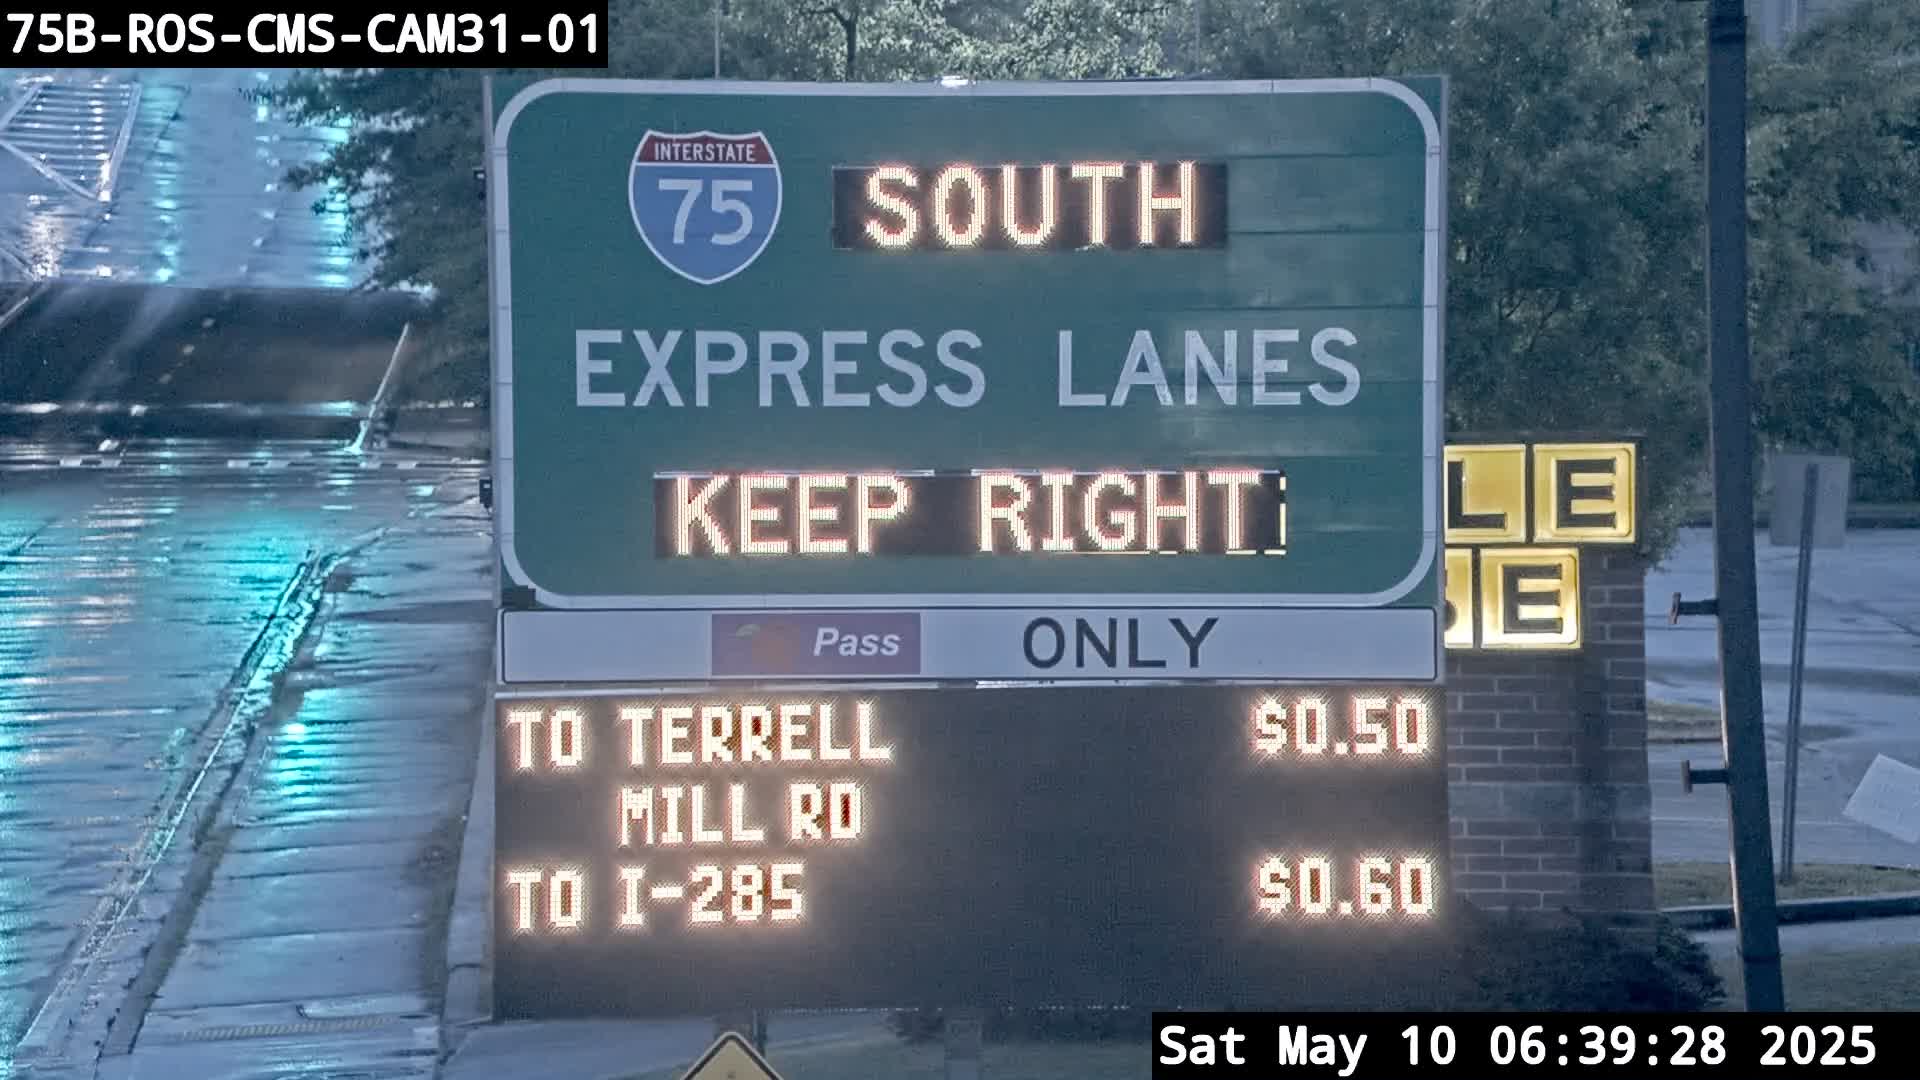 75B-ROS-CMS-CAM31-01
INTERSTATE
75
SOUTH
EXPRESS LANES
KEEP RIGHT
LE
E
Pass ONLY
TO TERRELL $0.50
MILL RD
TO I-285 $0.60
Sat May 10 06:39:28 2025